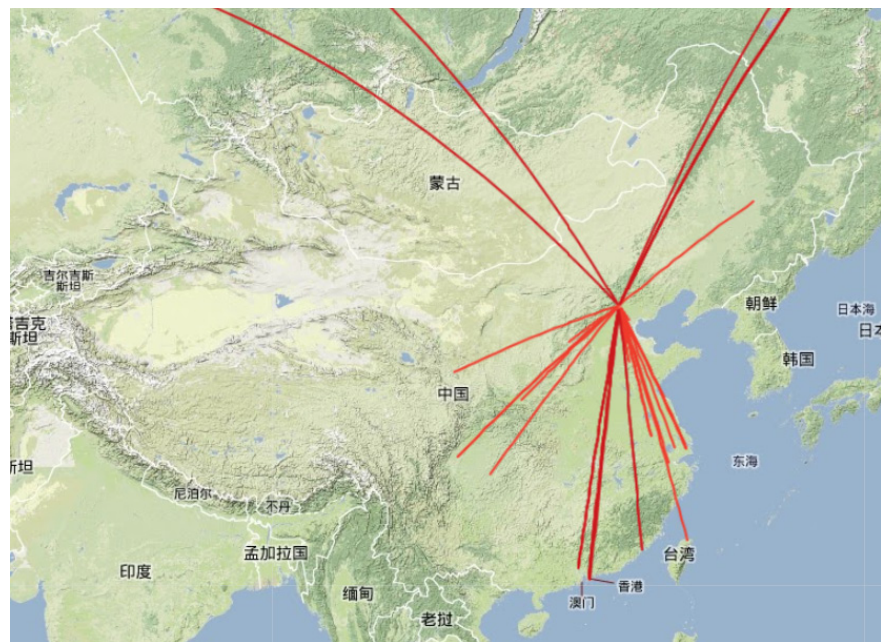 蒙古
吉尔吉斯
斯坦
吉克
斯坦
朝鲜
日本海
日本
韩国
中国
东海
斯坦
尼泊尔
不丹
孟加拉国
印度
台湾
香港
澳门
缅甸
老挝